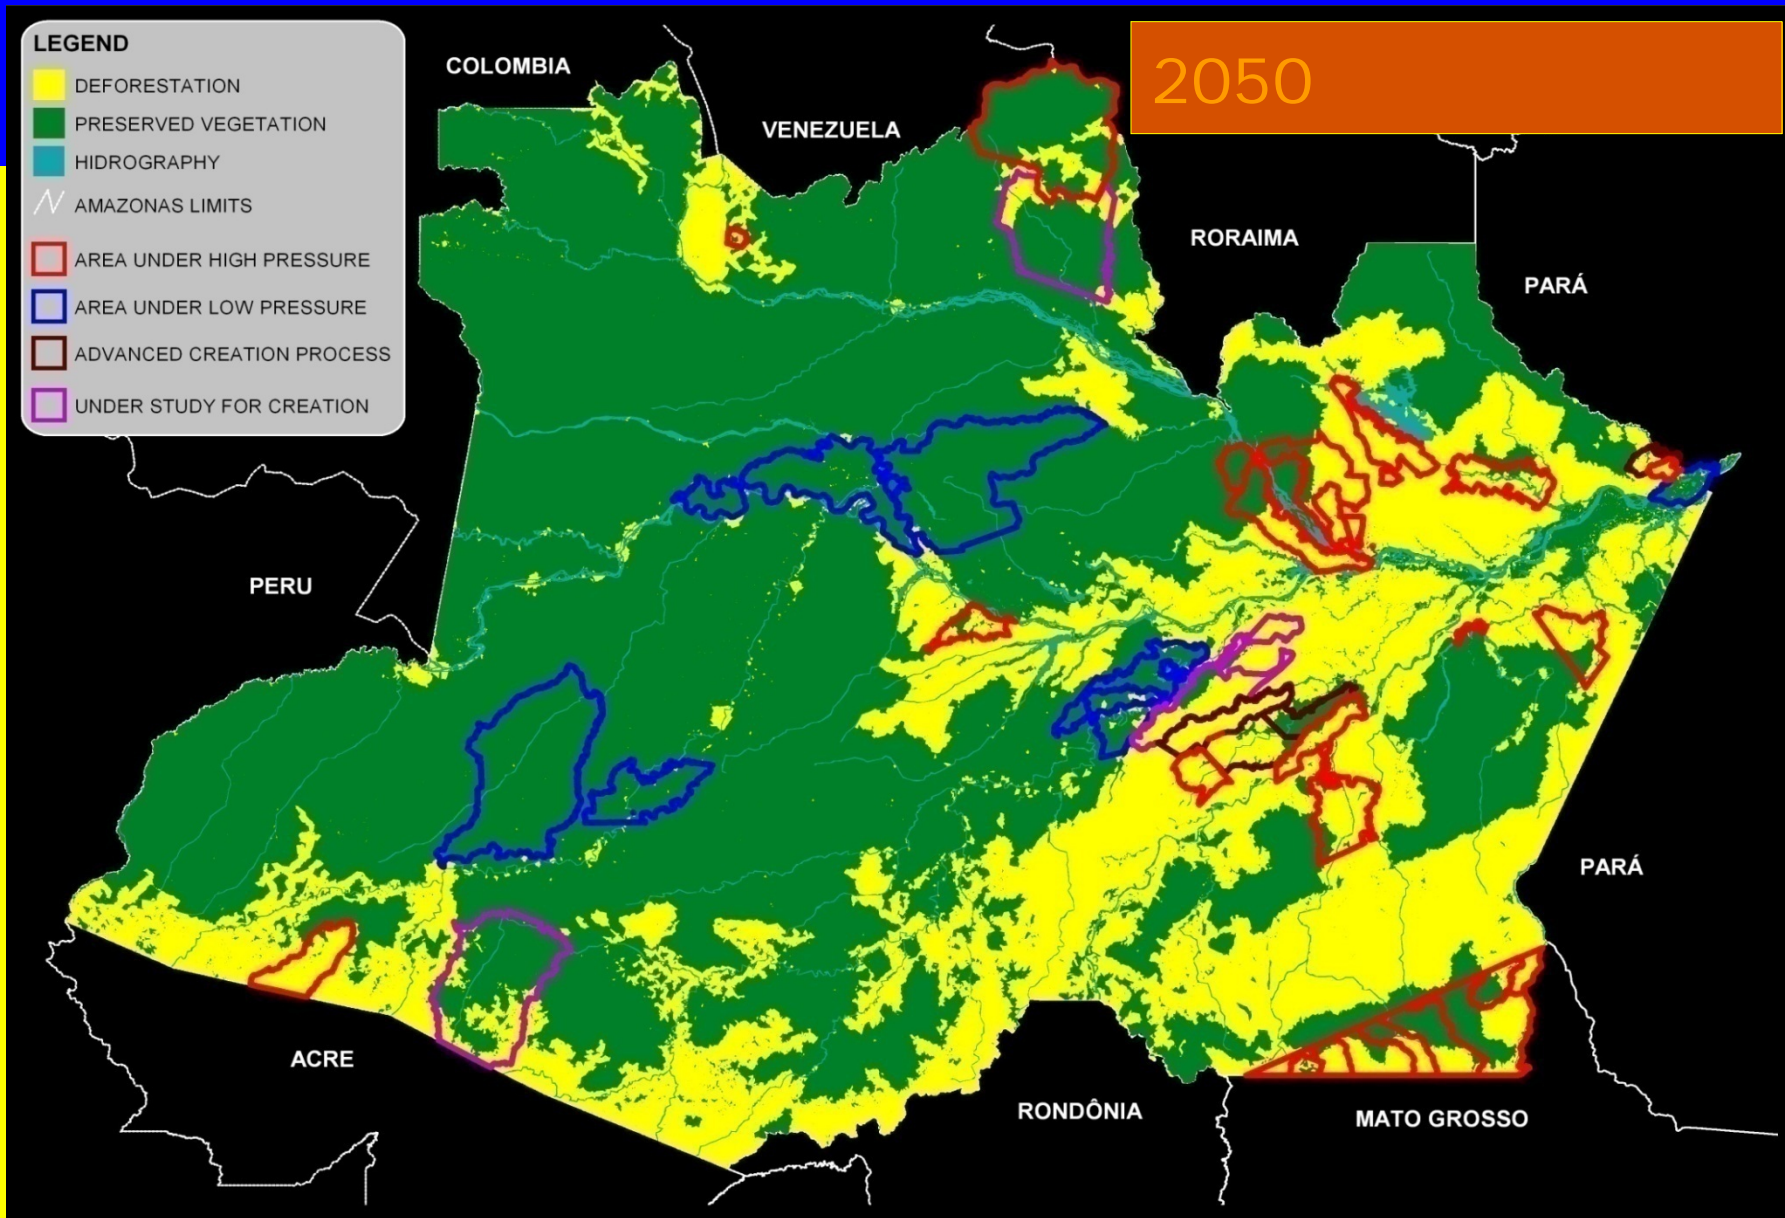 LEGEND
DEFORESTATION
PRESERVED VEGETATION
HIDROGRAPHY
AMAZONAS LIMITS
AREA UNDER HIGH PRESSURE
AREA UNDER LOW PRESSURE
ADVANCED CREATION PROCESS
UNDER STUDY FOR CREATION
2050
COLOMBIA
VENEZUELA
RORAIMA
PARÁ
PERU
PARÁ
ACRE
RONDÔNIA
MATO GROSSO